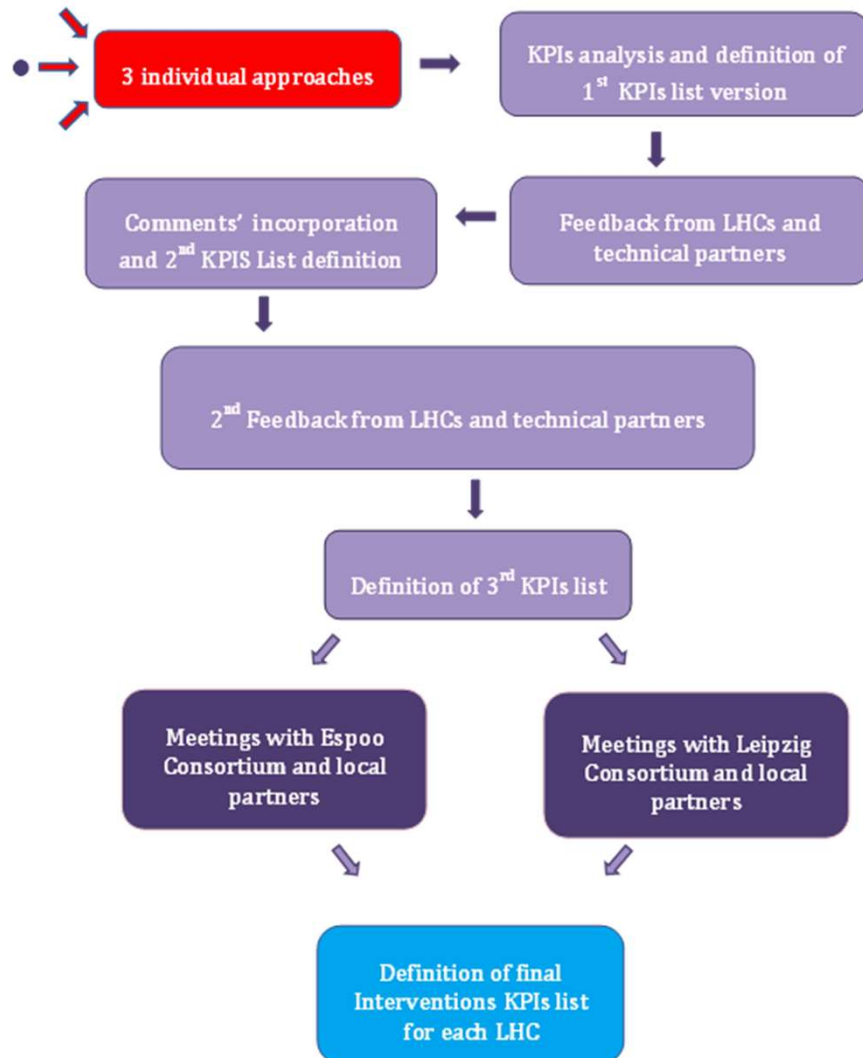 3 individual approaches
KPIs analysis and definition of
1st KPIs list version
Feedback from LHCs and
technical partners
Comments' incorporation
and 2nd KPIS List definition
2nd Feedback from LHCs and technical partners
Definition of 3rd KPIs list
Meetings with Espoo
Consortium and local
partners
Meetings with Leipzig
Consortium and local
partners
Definition of final
Interventions KPIs list
for each LHC